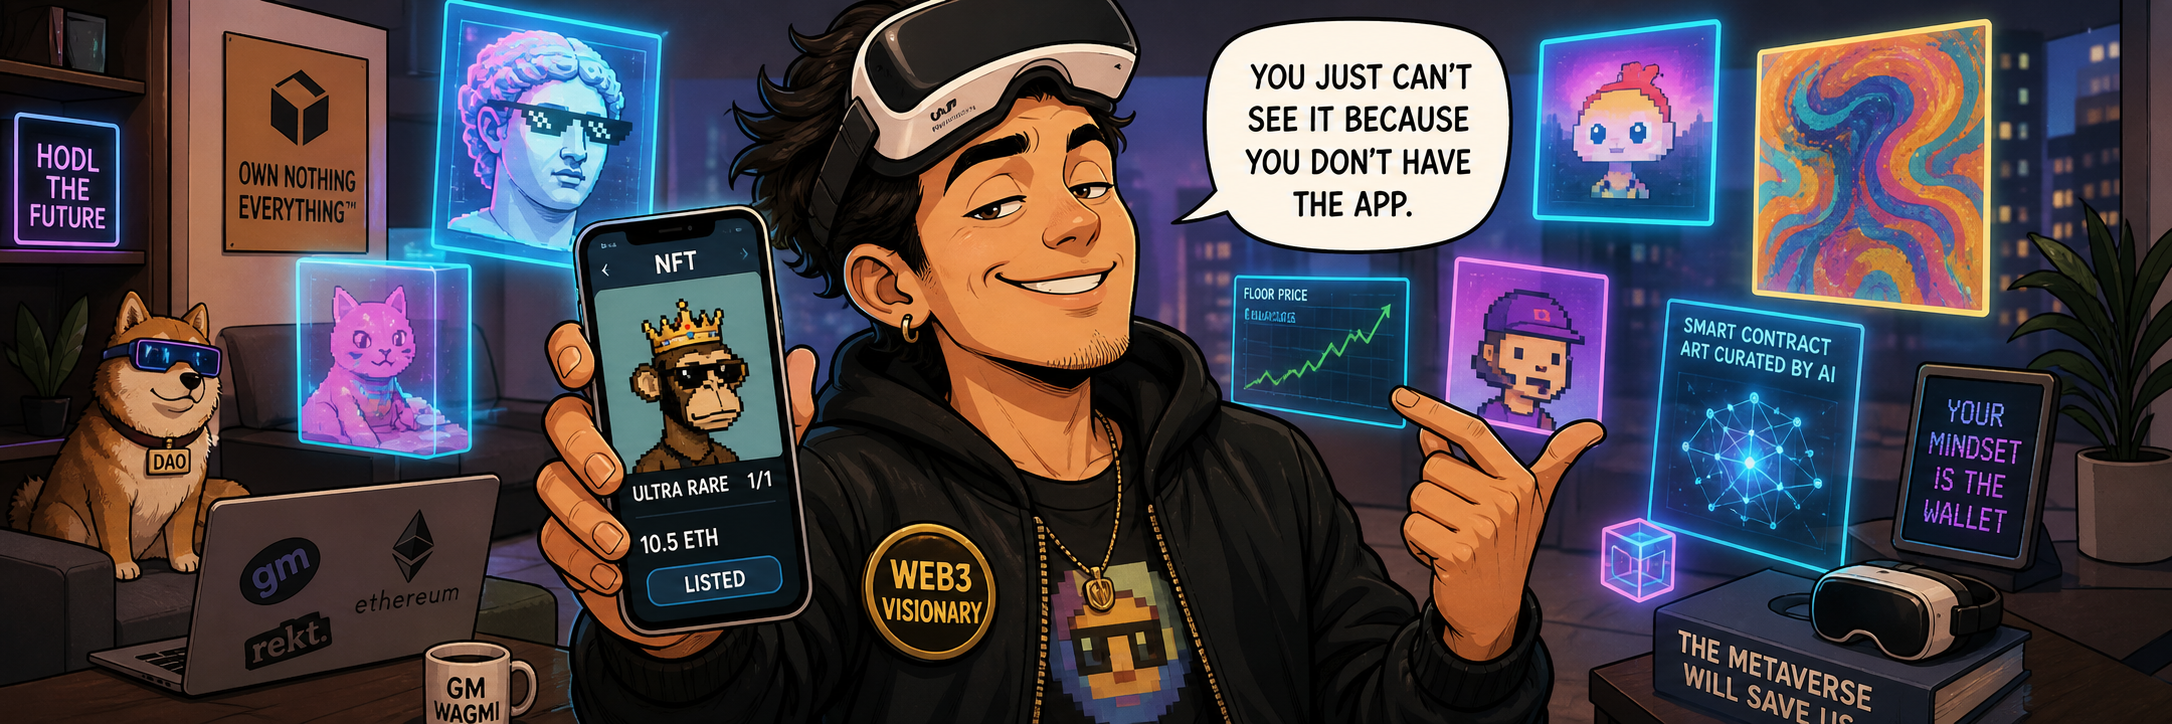 HODL
THE
FUTURE
OWN NOTHING
EVERYTHING™
DAO
gm
ethereum
rekt.
GM
WAGMI
NFT
ULTRA RARE 1/1
10.5 ETH
LISTED
WEB3
VISIONARY
YOU JUST CAN'T
SEE IT BECAUSE
YOU DON'T HAVE
THE APP.
FLOOR PRICE
SMART CONTRACT
ART CURATED BY AI
YOUR
MINDSET
IS THE
WALLET
THE METAVERSE
WILL SAVE US